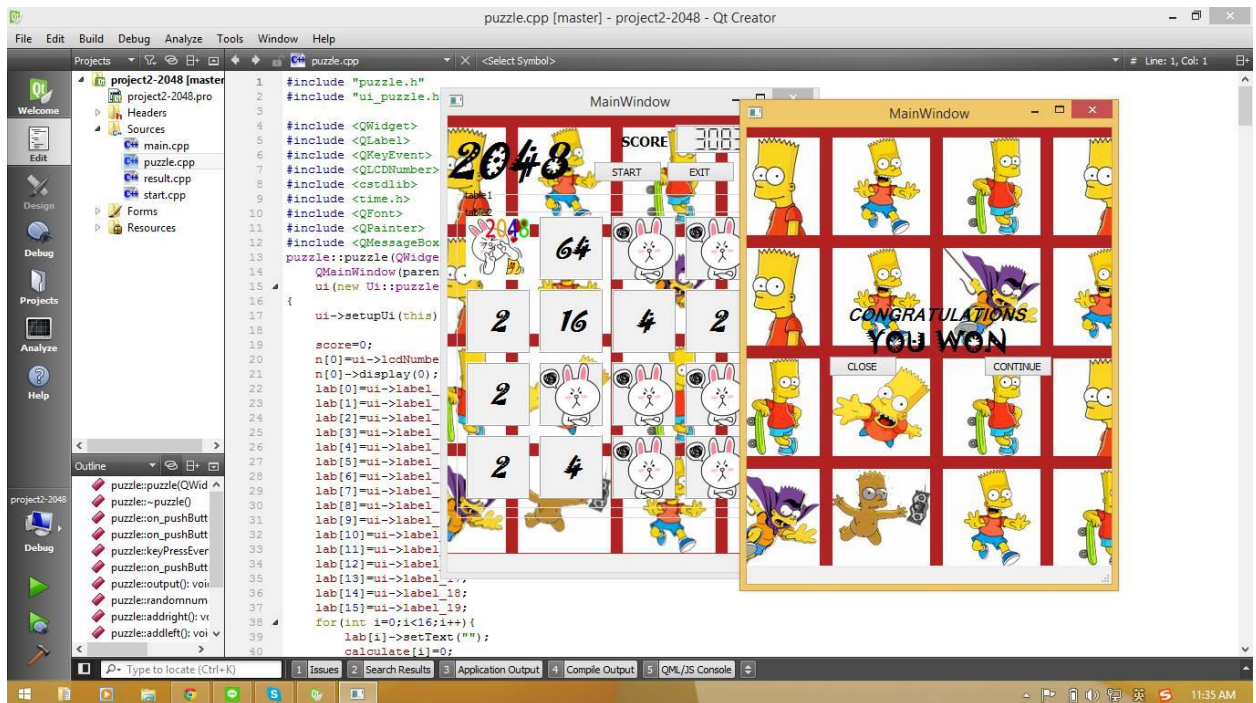 puzzle.cpp [master] - project2-2048 - Qt Creator
File Edit Build Debug Analyze Tools Window Help
Projects
puzzle.cpp
<Select Symbol>
# Line: 1, Col: 1
Welcome
Edit
Design
Debug
Projects
Analyze
Help
project2-2048
Debug
project2-2048 [master
project2-2048.pro
Headers
Sources
main.cpp
puzzle.cpp
result.cpp
start.cpp
Forms
Resources
Outline
puzzle::puzzle(QWid
puzzle::~puzzle()
puzzle::on_pushButt
puzzle::on_pushButt
puzzle::keyPressEver
puzzle::on_pushButt
puzzle::output(): voi
puzzle::randomnum
puzzle::addright(): vo
puzzle::addleft(): voi
1 #include "puzzle.h"
2 #include "ui_puzzle.h
3
4 #include <QWidget>
5 #include <QLabel>
6 #include <QKeyEvent>
7 #include <QLCDNumber>
8 #include <cstdlib>
9 #include <time.h>
10 #include <QFont>
11 #include <QPainter>
12 #include <QMessageBox
13 puzzle::puzzle(QWidge
14 QMainWindow(paren
15 ui(new Ui::puzzle
16 {
17 ui->setupUi(this)
18
19 score=0;
20 n[0]=ui->lcdNumbe
21 n[0]->display(0);
22 lab[0]=ui->label_
23 lab[1]=ui->label_
24 lab[2]=ui->label_
25 lab[3]=ui->label_
26 lab[4]=ui->label_
27 lab[5]=ui->label_
28 lab[6]=ui->label_
29 lab[7]=ui->label_
30 lab[8]=ui->label_
31 lab[9]=ui->label_
32 lab[10]=ui->label
33 lab[11]=ui->label
34 lab[12]=ui->label
35 lab[13]=ui->label_17;
36 lab[14]=ui->label_18;
37 lab[15]=ui->label_19;
38 for(int i=0;i<16;i++){
39 lab[i]->setText("");
40 calculate[i]=0;
MainWindow
2048
SCORE
START EXIT
table1
table2
2048 64
2 16 4 2
2
2 4
MainWindow
CONGRATULATIONS
YOU WON
CLOSE CONTINUE
Type to locate (Ctrl+K)
1 Issues 2 Search Results 3 Application Output 4 Compile Output 5 QML/JS Console
英
11:35 AM